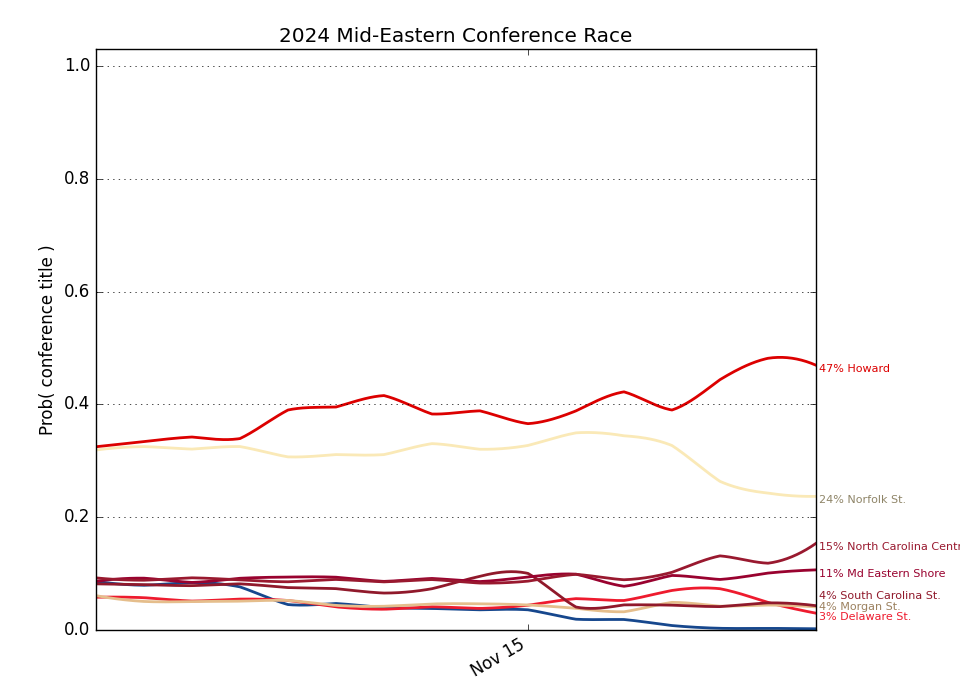 2024 Mid-Eastern Conference Race
1.0
0.8
0.6
0.4
0.2
0.0
Prob( conference title )
Nov 15
47% Howard
24% Norfolk St.
15% North Carolina Centr
11% Md Eastern Shore
4% South Carolina St.
4% Morgan St.
3% Delaware St.